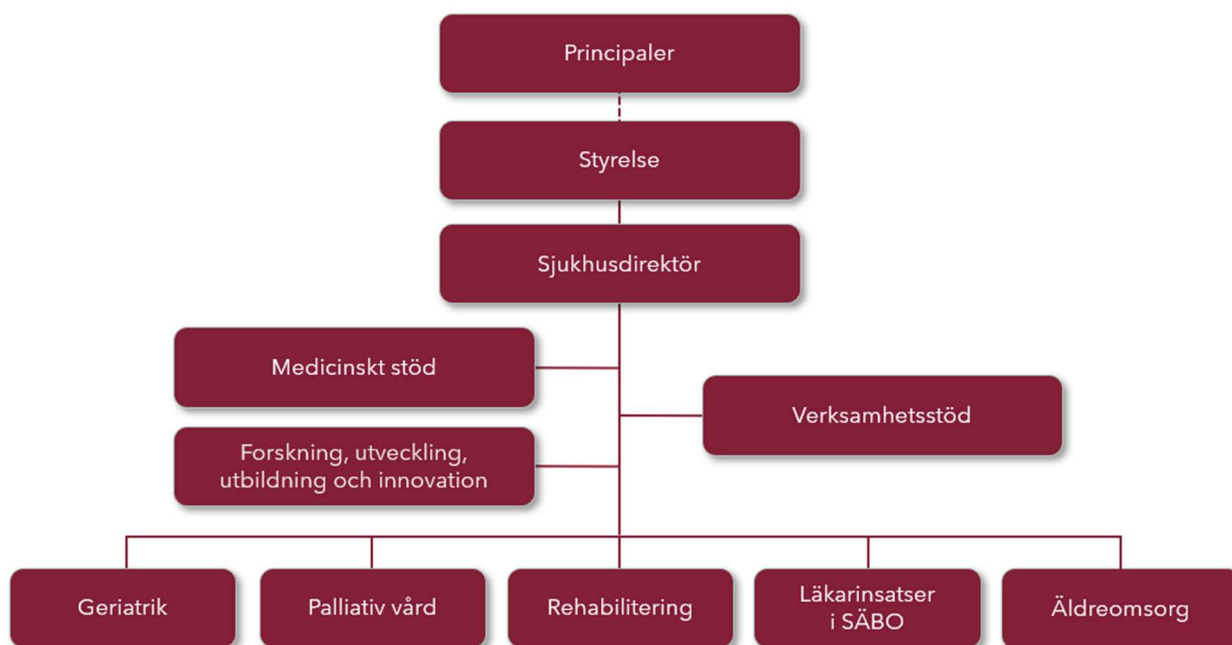 Principaler
Styrelse
Sjukhusdirektör
Medicinskt stöd
Verksamhetsstöd
Forskning, utveckling,
utbildning och innovation
Geriatrik
Palliativ vård
Rehabilitering
Läkarinsatser
i SÄBO
Äldreomsorg